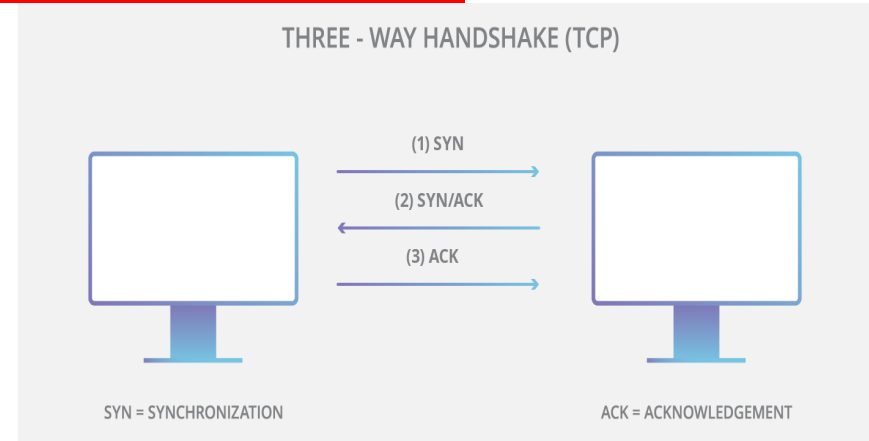 THREE - WAY HANDSHAKE (TCP)
(1) SYN
(2) SYN/ACK
(3) ACK
SYN = SYNCHRONIZATION
ACK = ACKNOWLEDGEMENT